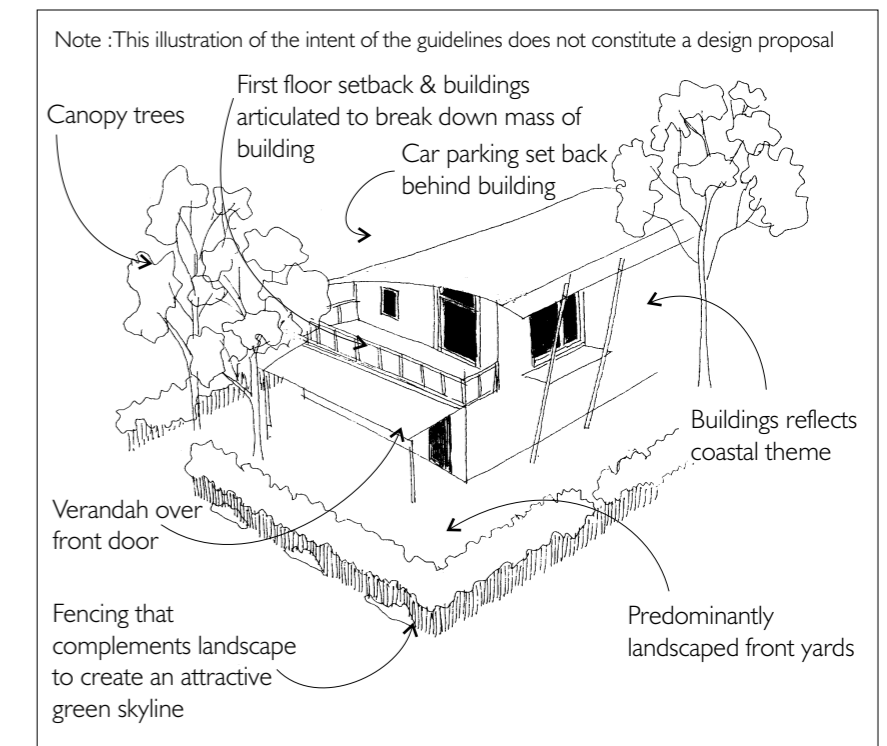 Note :This illustration of the intent of the guidelines does not constitute a design proposal
First floor setback & buildings
articulated to break down mass of
building
Canopy trees
Car parking set back
behind building
Buildings reflects
coastal theme
Verandah over
front door
Fencing that
complements landscape
to create an attractive
green skyline
Predominantly
landscaped front yards